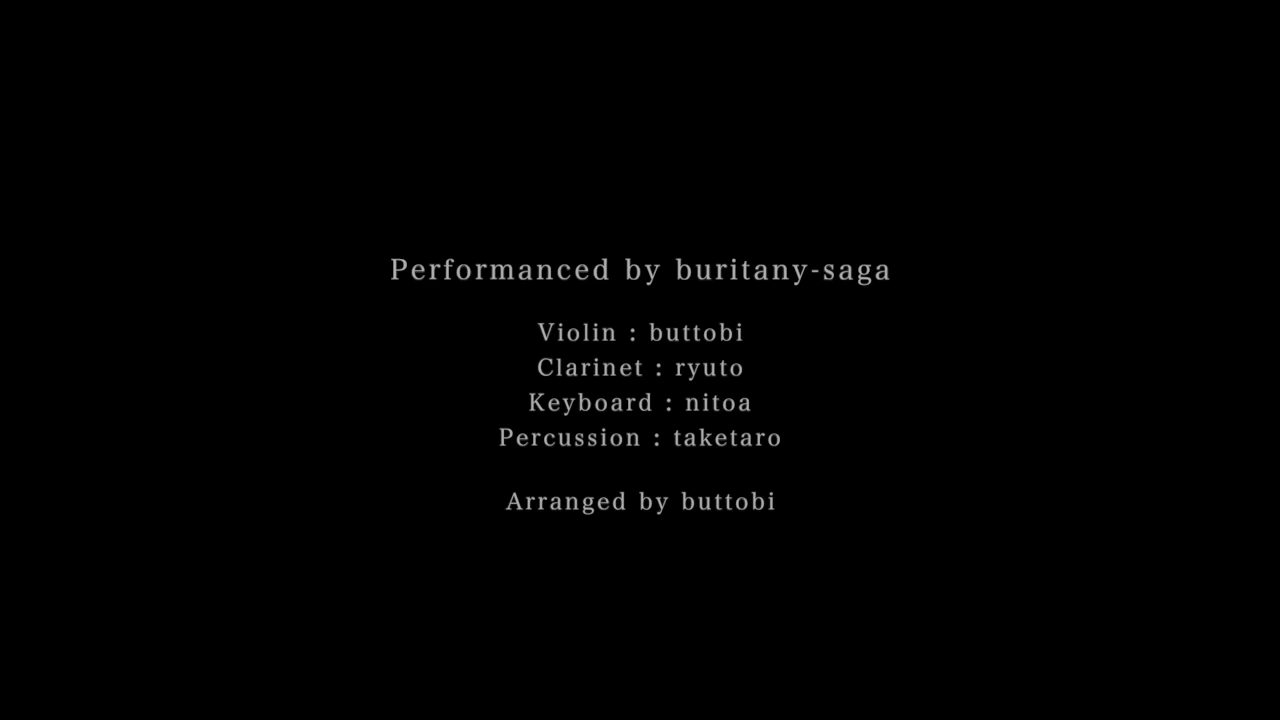 Performanced by buritany-saga
Violin : buttobi
Clarinet : ryuto
Keyboard : nitoa
Percussion : taketaro
Arranged by buttobi